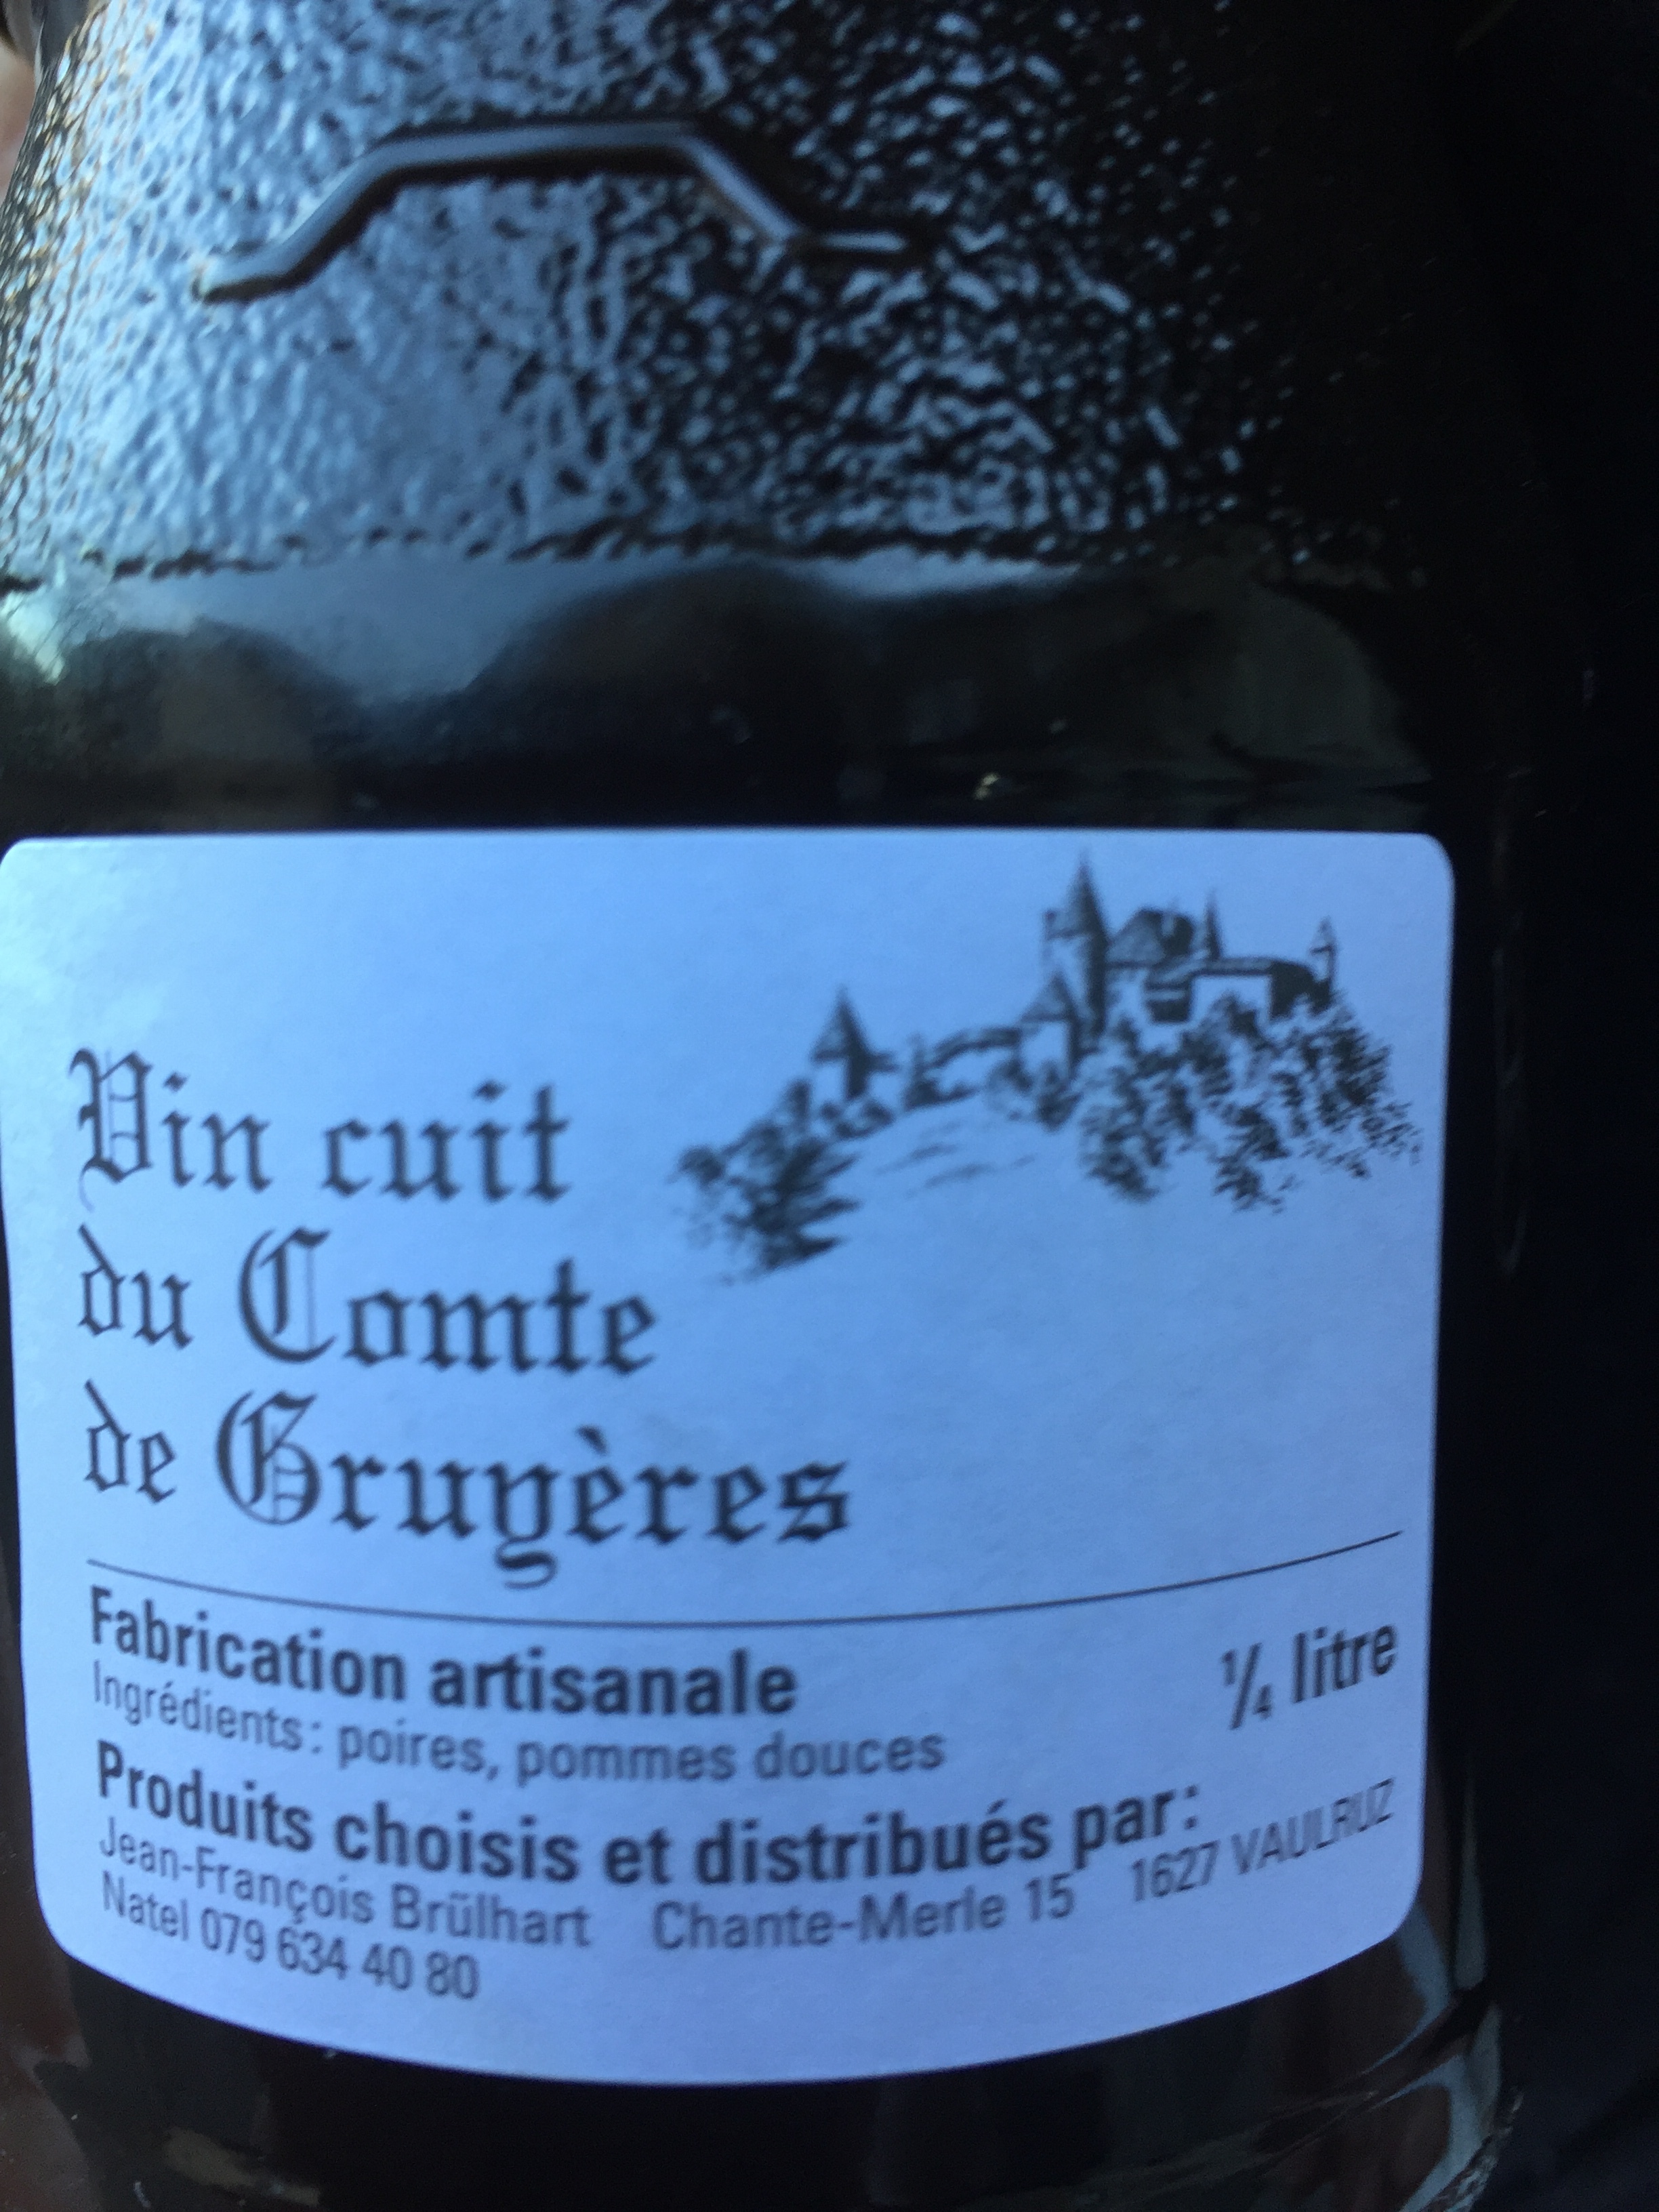 Vin cuit
du Comte
de Gruyères
Fabrication artisanale
1/4 litre
Ingrédients: poires, pommes douces
Produits choisis et distribués par:
Jean-François Brülhart Chante-Merle 15 1627 VAULRUZ
Natel 079 634 40 80